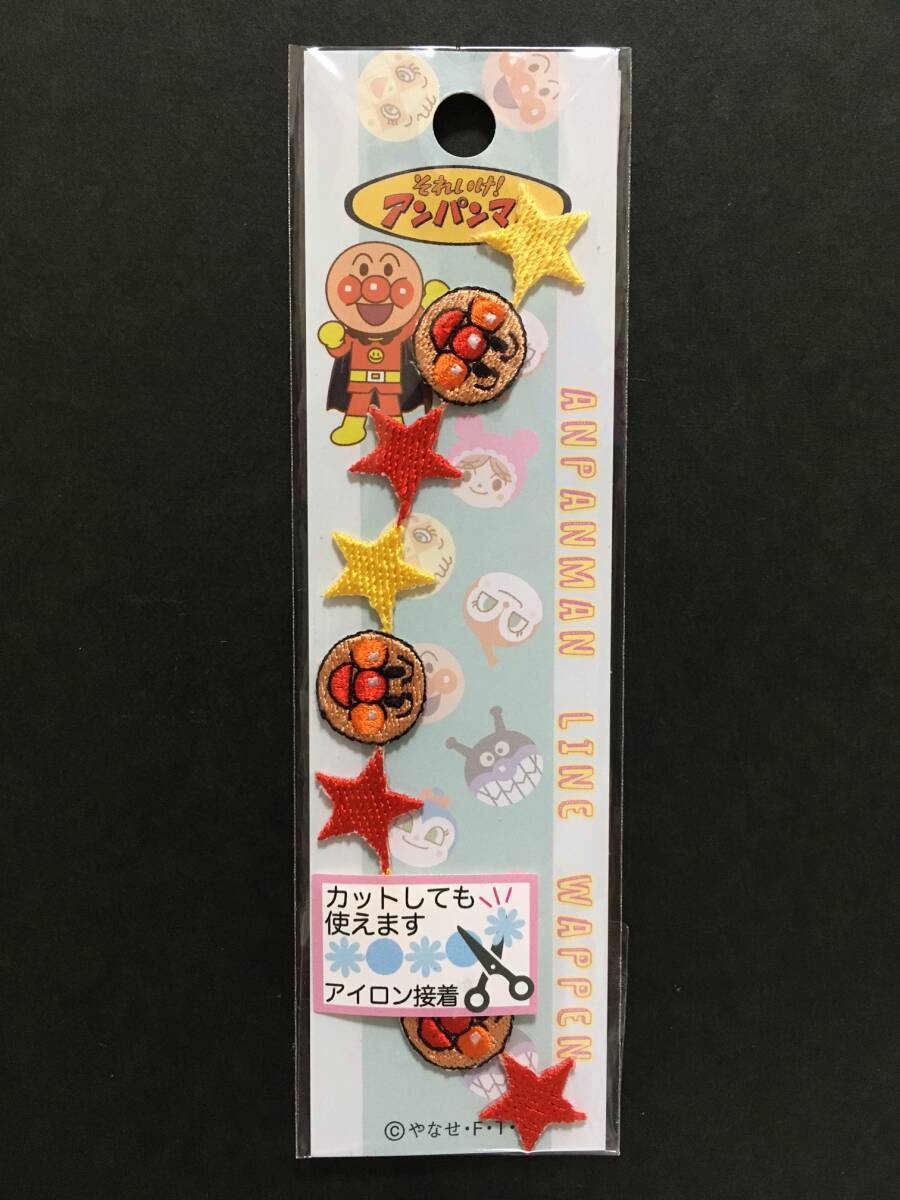 それいけ!
アンパンマ
ANPANMAN LINE WAPPEN
カットしても
使えます
アイロン接着
©やなせ・F・T・